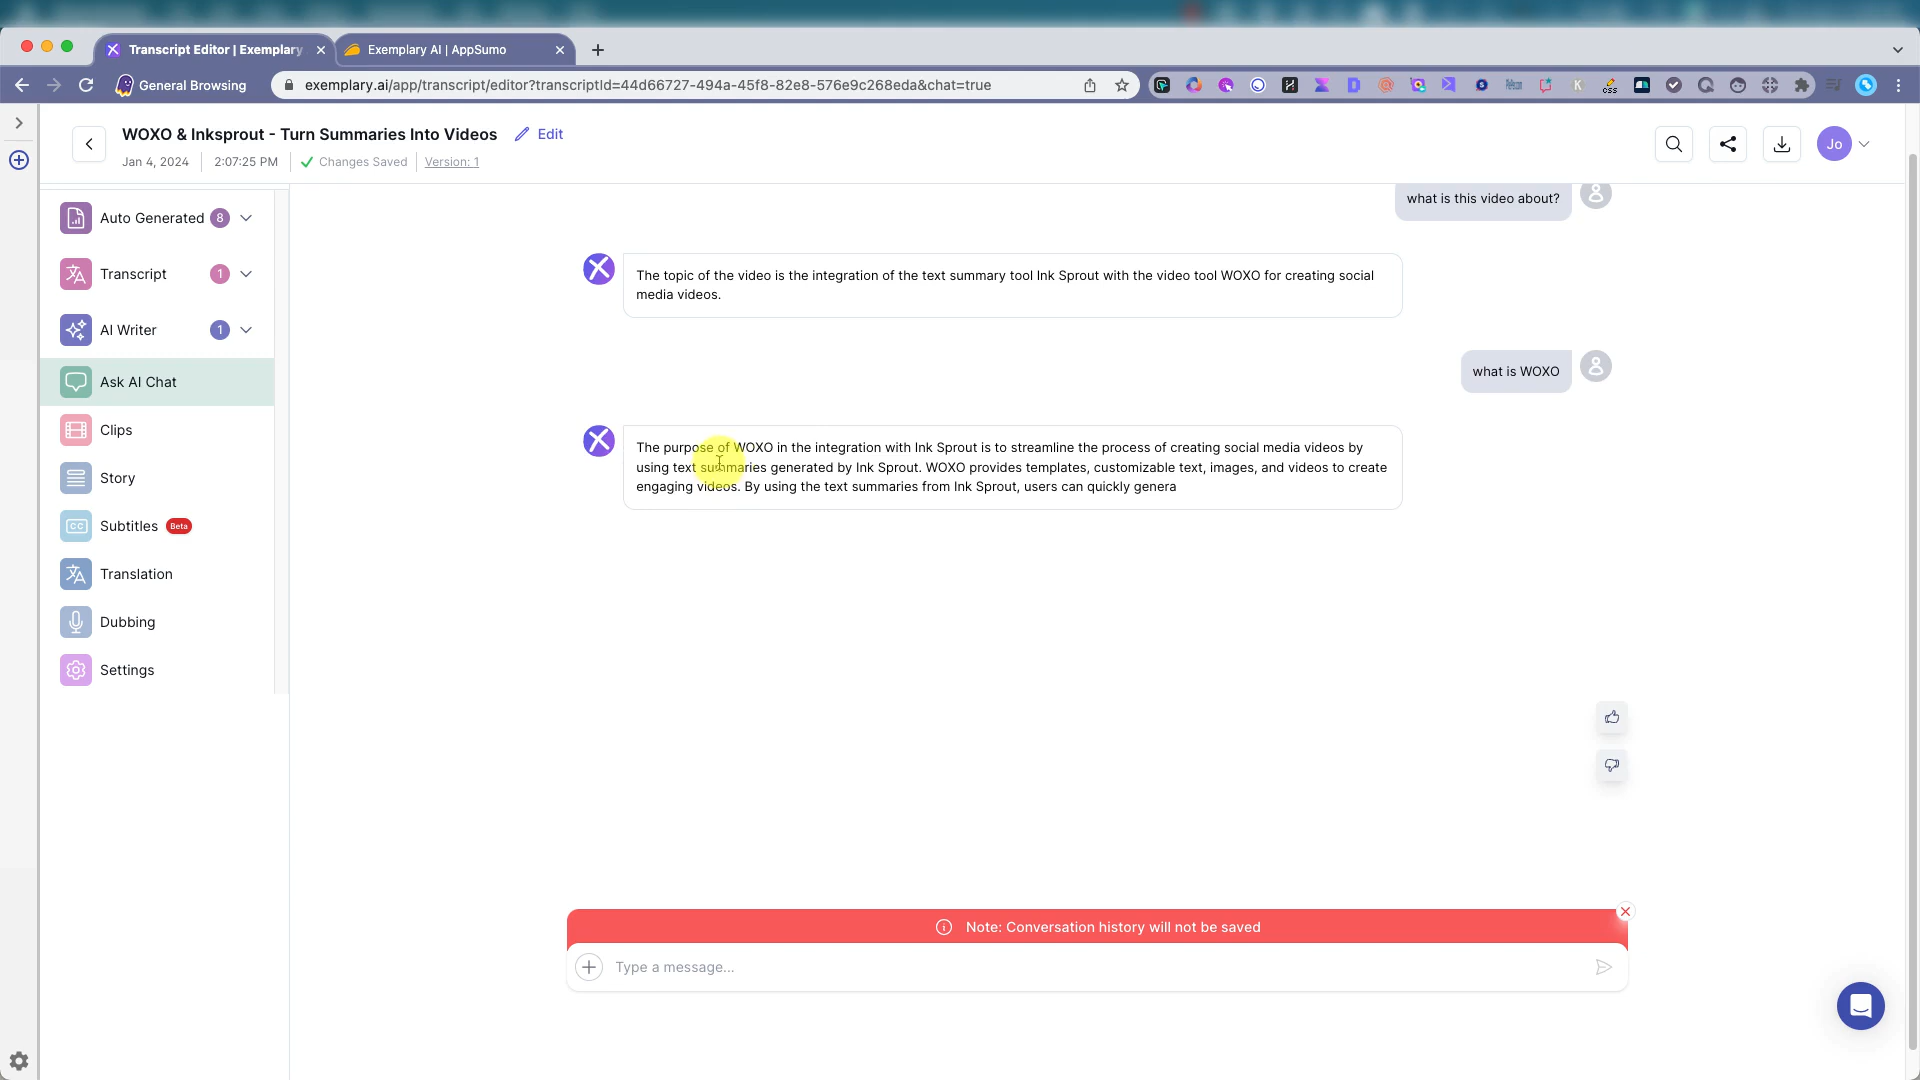 Transcript Editor | Exemplary
Exemplary AI | AppSumo
General Browsing
exemplary.ai/app/transcript/editor?transcriptId=44d66727-494a-45f8-82e8-576e9c268eda&chat=true
WOXO & Inksprout - Turn Summaries Into Videos
Edit
Jan 4, 2024
2:07:25 PM
Changes Saved
Version: 1
Jo
Auto Generated 8
Transcript 1
AI Writer 1
Ask AI Chat
Clips
Story
CC Subtitles Beta
Translation
Dubbing
Settings
what is this video about?
The topic of the video is the integration of the text summary tool Ink Sprout with the video tool WOXO for creating social
media videos.
what is WOXO
The purpose of WOXO in the integration with Ink Sprout is to streamline the process of creating social media videos by
using text summaries generated by Ink Sprout. WOXO provides templates, customizable text, images, and videos to create
engaging videos. By using the text summaries from Ink Sprout, users can quickly genera
Note: Conversation history will not be saved
Type a message...